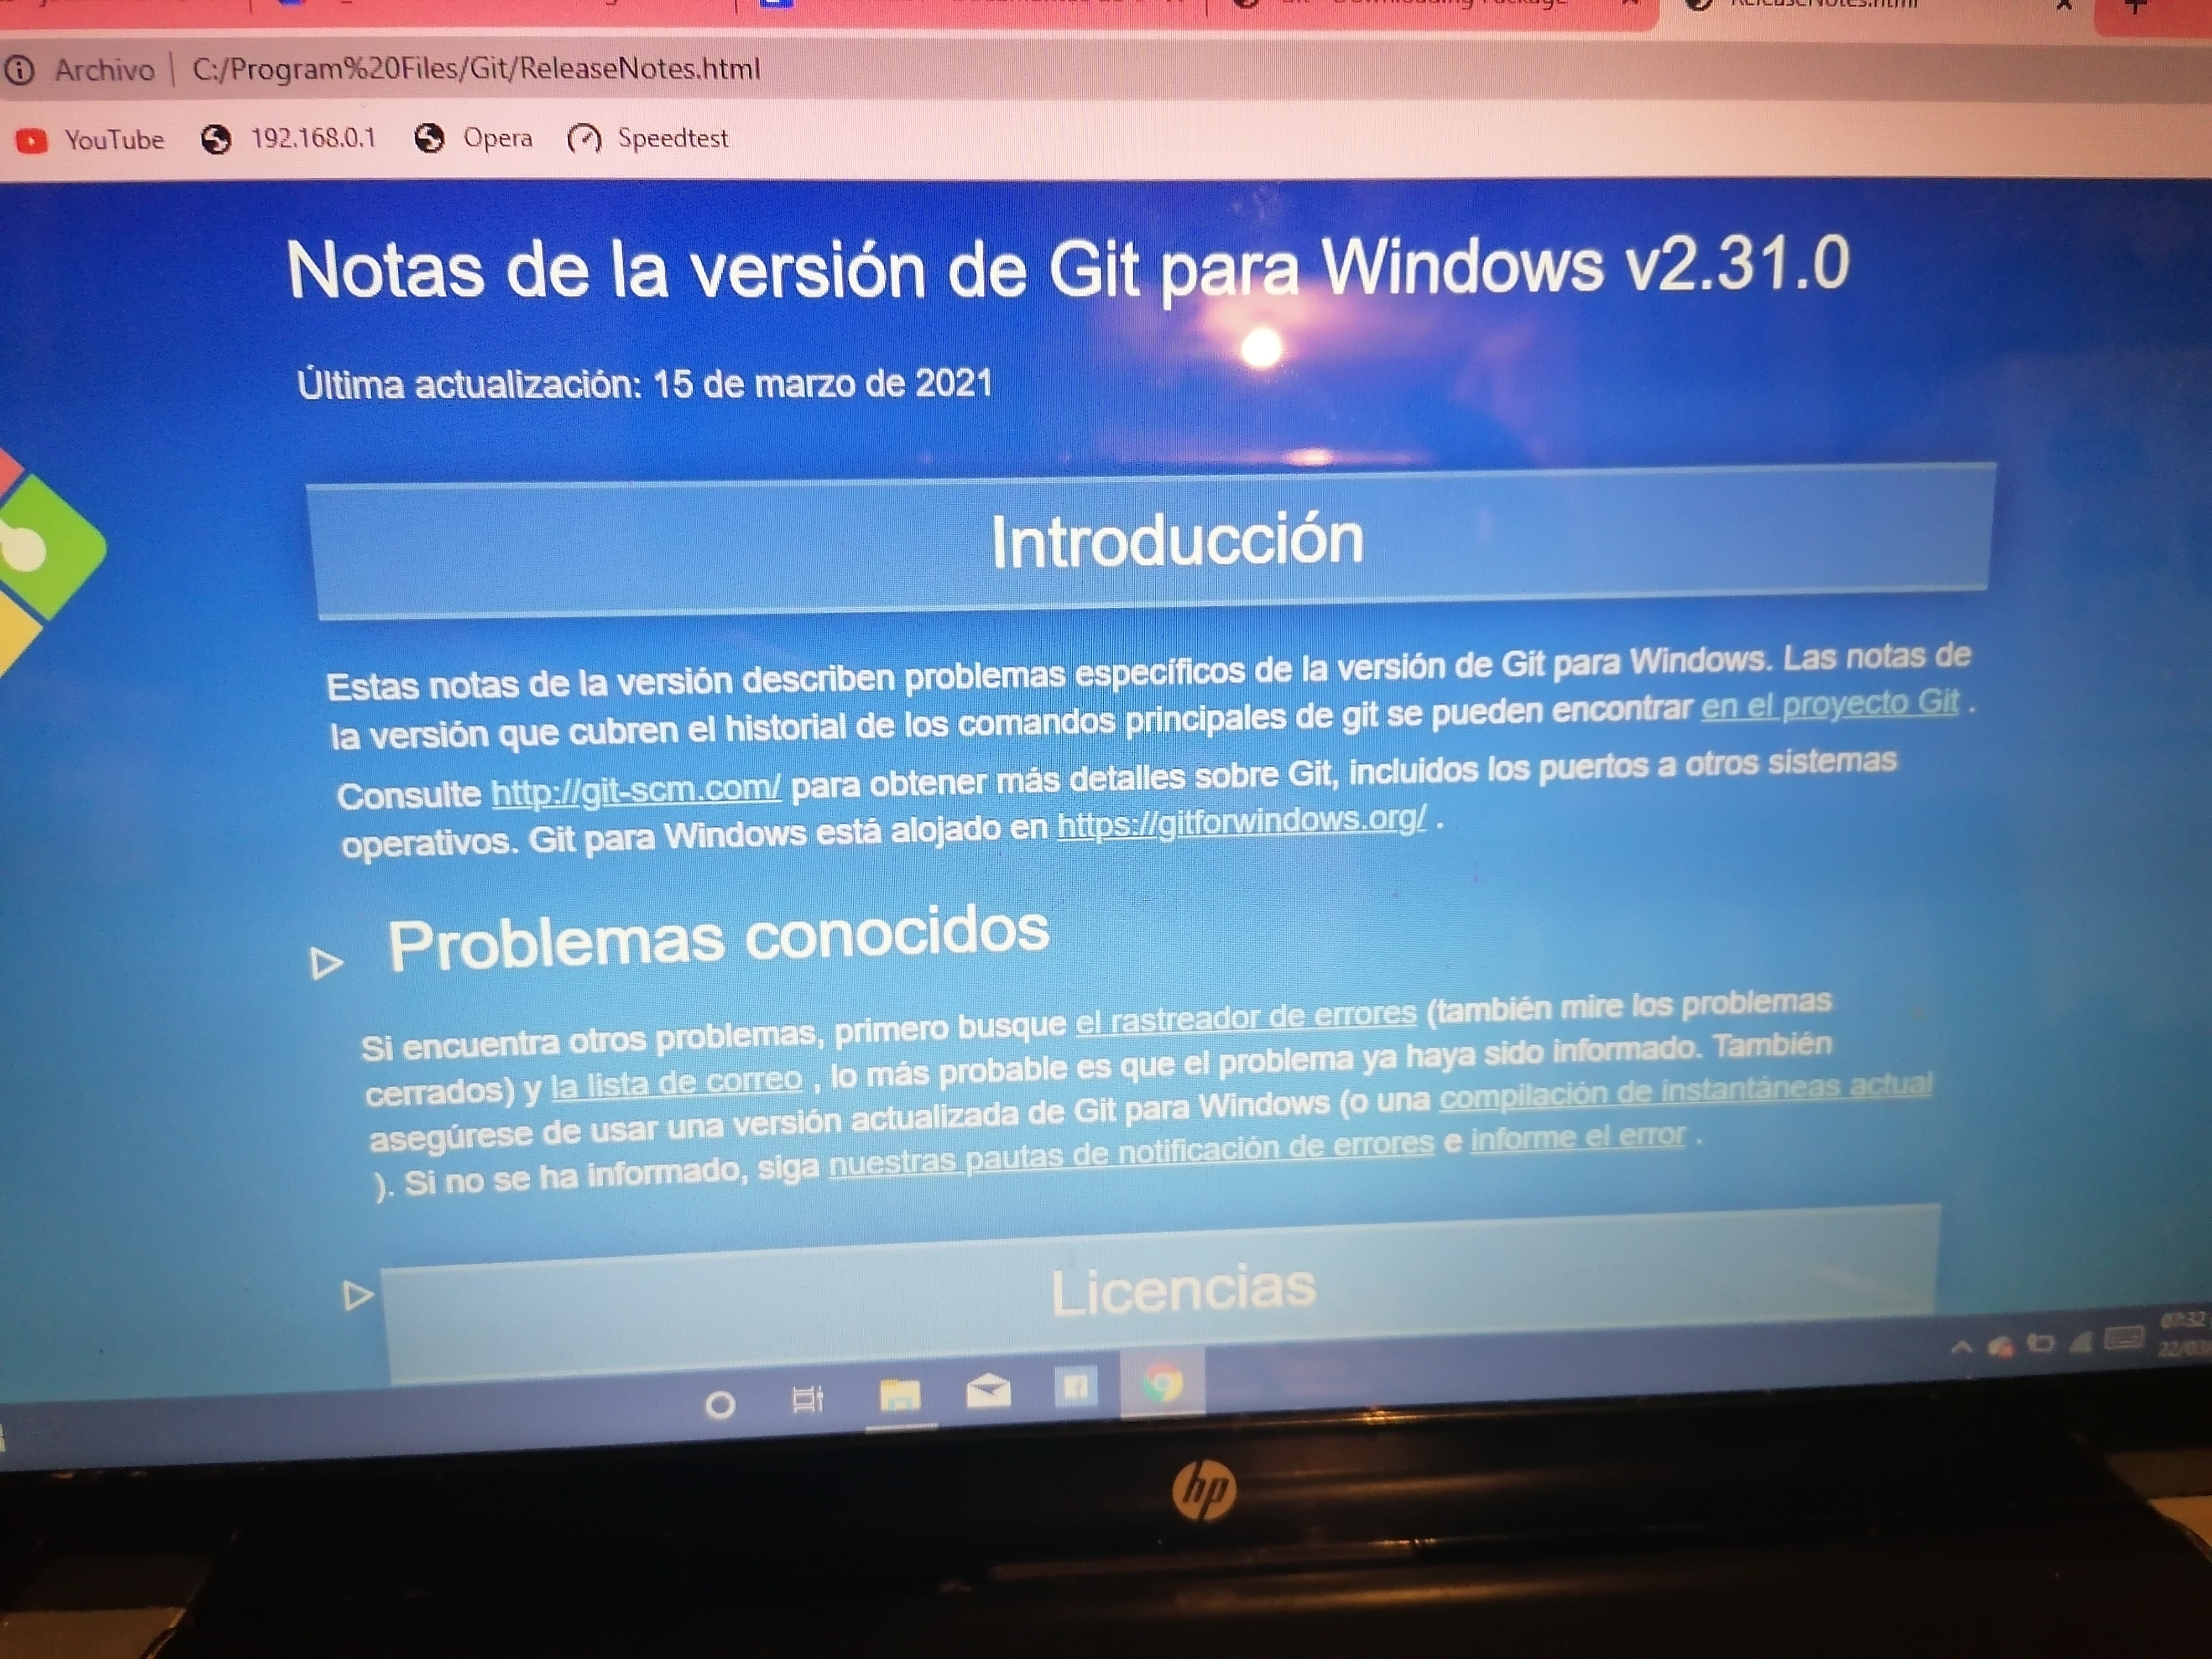 Downloading Package
ReleaseNotes.html
Archivo | C:/Program%20Files/Git/ReleaseNotes.html
YouTube 192.168.0.1 Opera Speedtest
Notas de la versión de Git para Windows v2.31.0
Última actualización: 15 de marzo de 2021
Introducción
Estas notas de la versión describen problemas específicos de la versión de Git para Windows. Las notas de
la versión que cubren el historial de los comandos principales de git se pueden encontrar en el proyecto Git .
Consulte http://git-scm.com/ para obtener más detalles sobre Git, incluidos los puertos a otros sistemas
operativos. Git para Windows está alojado en https://gitforwindows.org/ .
Problemas conocidos
Si encuentra otros problemas, primero busque el rastreador de errores (también mire los problemas
cerrados) y la lista de correo , lo más probable es que el problema ya haya sido informado. También
asegúrese de usar una versión actualizada de Git para Windows (o una compilación de instantáneas actual
). Si no se ha informado, siga nuestras pautas de notificación de errores e informe el error .
Licencias
07:32
22/03/
hp